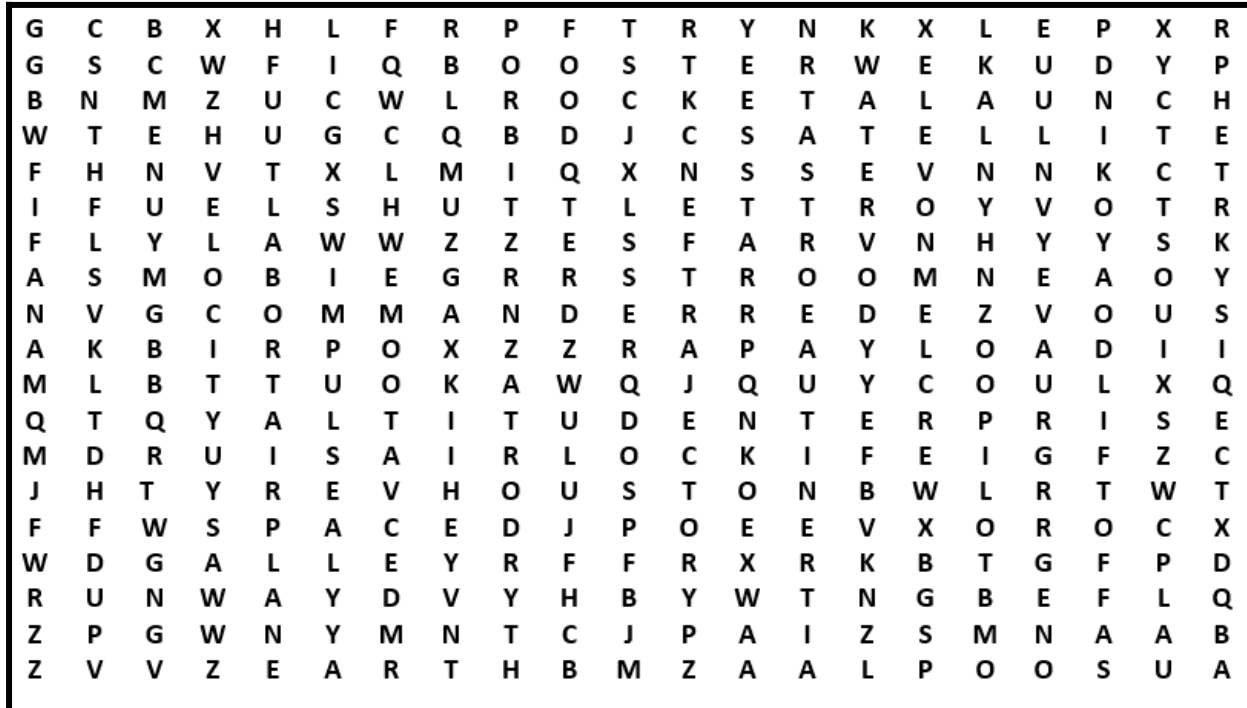 G C B X H L F R P F T R Y N K X L E P X R
G S C W F I Q B O O S T E R W E K U D Y P
B N M Z U C W L R O C K E T A L A U N C H
W T E H U G C Q B D J C S A T E L L I T E
F H N V T X L M I Q X N S S E V N N K C T
I F U E L S H U T T L E T T R O Y V O T R
F L Y L A W W Z Z E S F A R V N H Y Y S K
A S M O B I E G R R S T R O O M N E A O Y
N V G C O M M A N D E R R E D E Z V O U S
A K B I R P O X Z Z R A P A Y L O A D I I
M L B T T U O K A W Q J Q U Y C O U L X Q
Q T Q Y A L T I T U D E N T E R P R I S E
M D R U I S A I R L O C K I F E I G F Z C
J H T Y R E V H O U S T O N B W L R T W T
F F W S P A C E D J P O E E V X O R O C X
W D G A L L E Y R F F R X R K B T G F P D
R U N W A Y D V Y H B Y W T N G B E F L Q
Z P G W N Y M N T C J P A I Z S M N A A B
Z V V Z E A R T H B M Z A A L P O O S U A